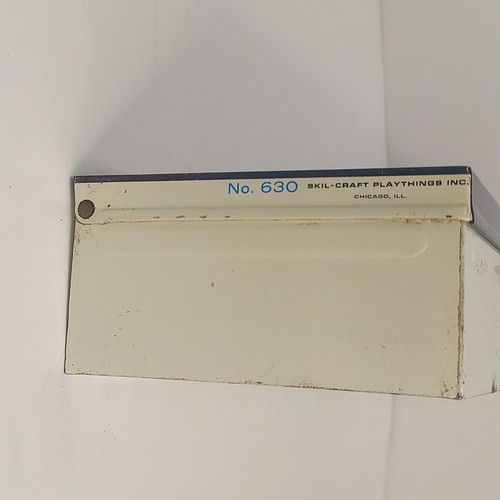 No. 630 SKIL-CRAFT PLAYTHINGS INC.
CHICAGO, ILL.